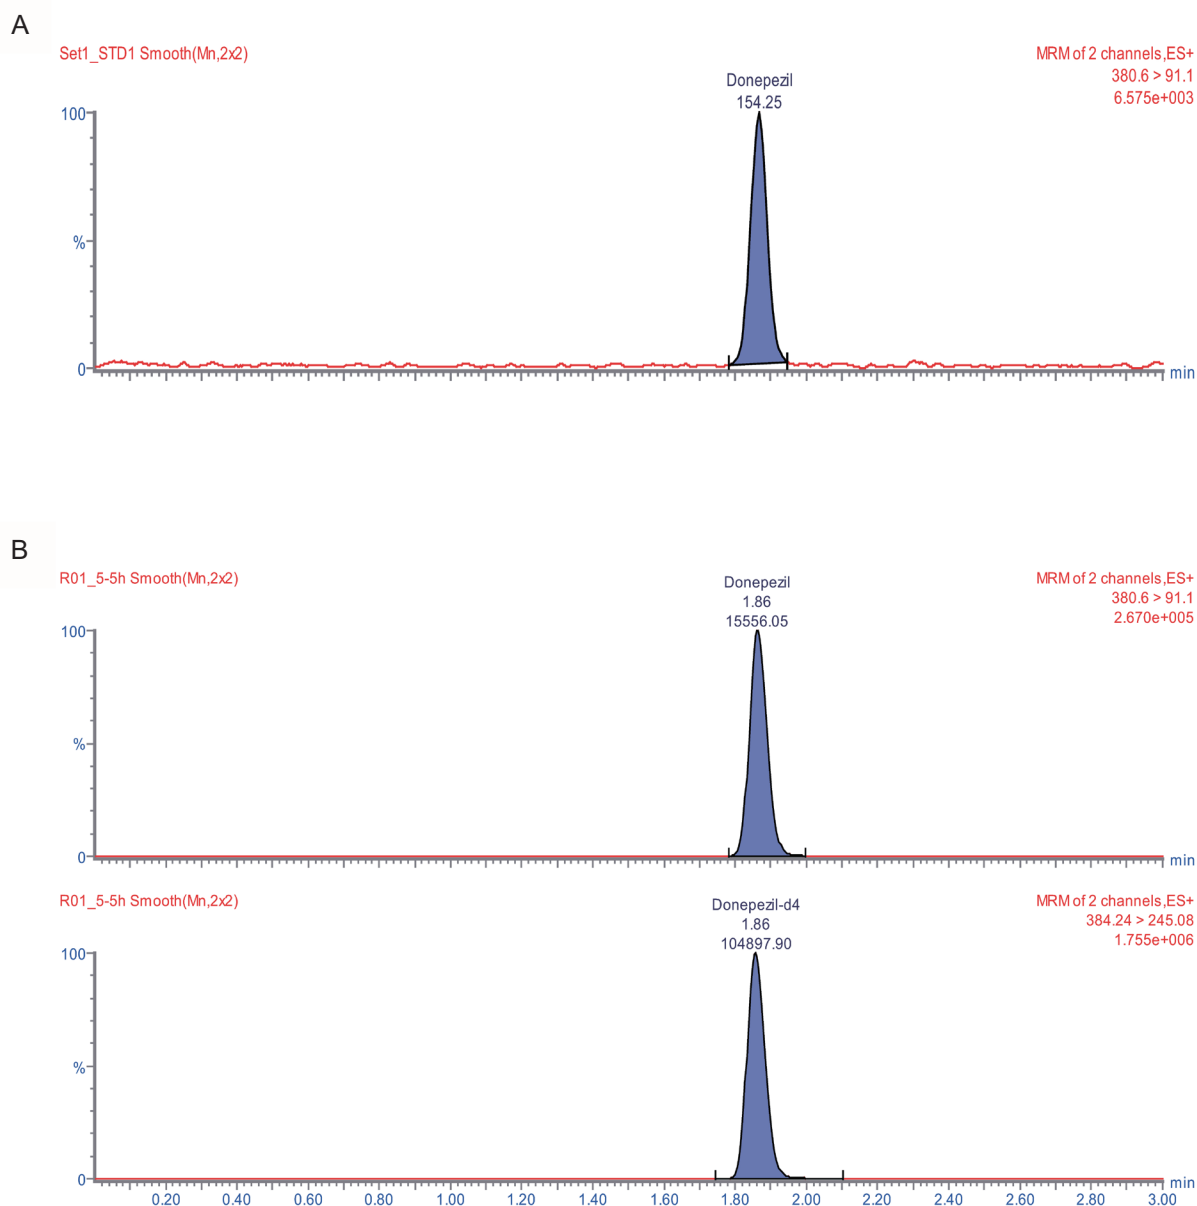 A
Set1_STD1 Smooth(Mn,2x2)
MRM of 2 channels,ES+
380.6 > 91.1
6.575e+003
Donepezil
154.25
100
%
0
min
B
R01_5-5h Smooth(Mn,2x2)
MRM of 2 channels,ES+
380.6 > 91.1
2.670e+005
Donepezil
1.86
15556.05
100
%
0
min
R01_5-5h Smooth(Mn,2x2)
MRM of 2 channels,ES+
384.24 > 245.08
1.755e+006
Donepezil-d4
1.86
104897.90
100
%
0
min
0.20 0.40 0.60 0.80 1.00 1.20 1.40 1.60 1.80 2.00 2.20 2.40 2.60 2.80 3.00